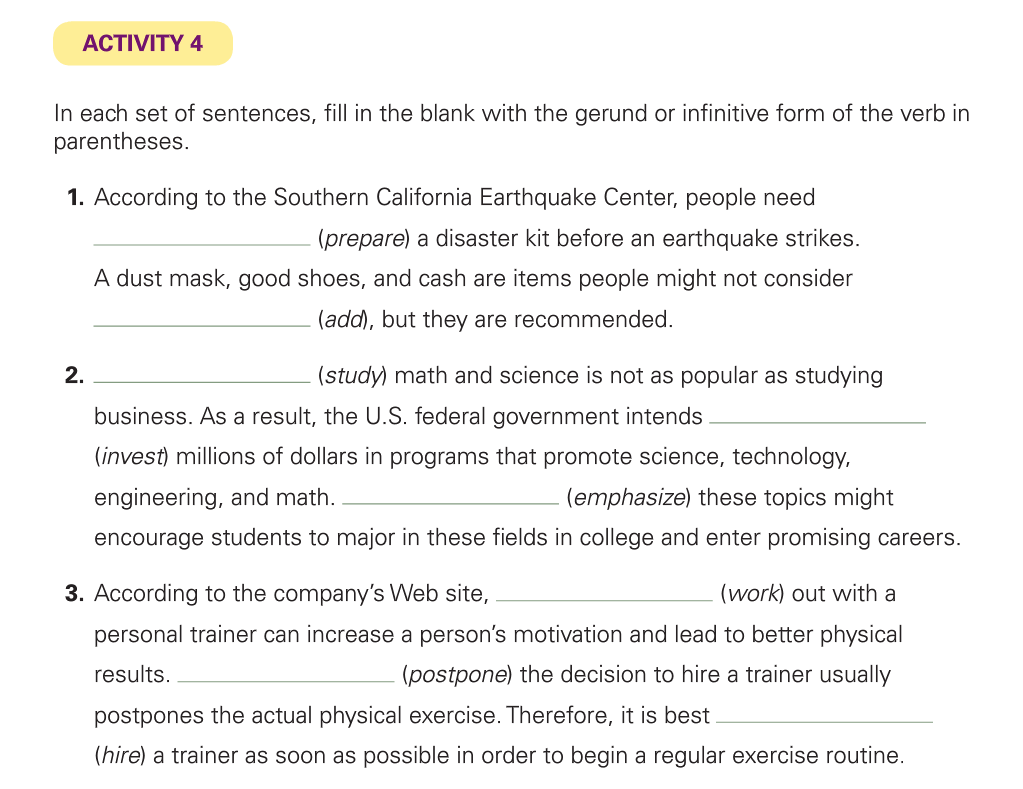 ACTIVITY 4
In each set of sentences, fill in the blank with the gerund or infinitive form of the verb in
parentheses.
1. According to the Southern California Earthquake Center, people need
(prepare) a disaster kit before an earthquake strikes.
A dust mask, good shoes, and cash are items people might not consider
(add), but they are recommended.
2. (study) math and science is not as popular as studying
business. As a result, the U.S. federal government intends
(invest) millions of dollars in programs that promote science, technology,
engineering, and math. (emphasize) these topics might
encourage students to major in these fields in college and enter promising careers.
3. According to the company's Web site, (work) out with a
personal trainer can increase a person's motivation and lead to better physical
results. (postpone) the decision to hire a trainer usually
postpones the actual physical exercise. Therefore, it is best
(hire) a trainer as soon as possible in order to begin a regular exercise routine.